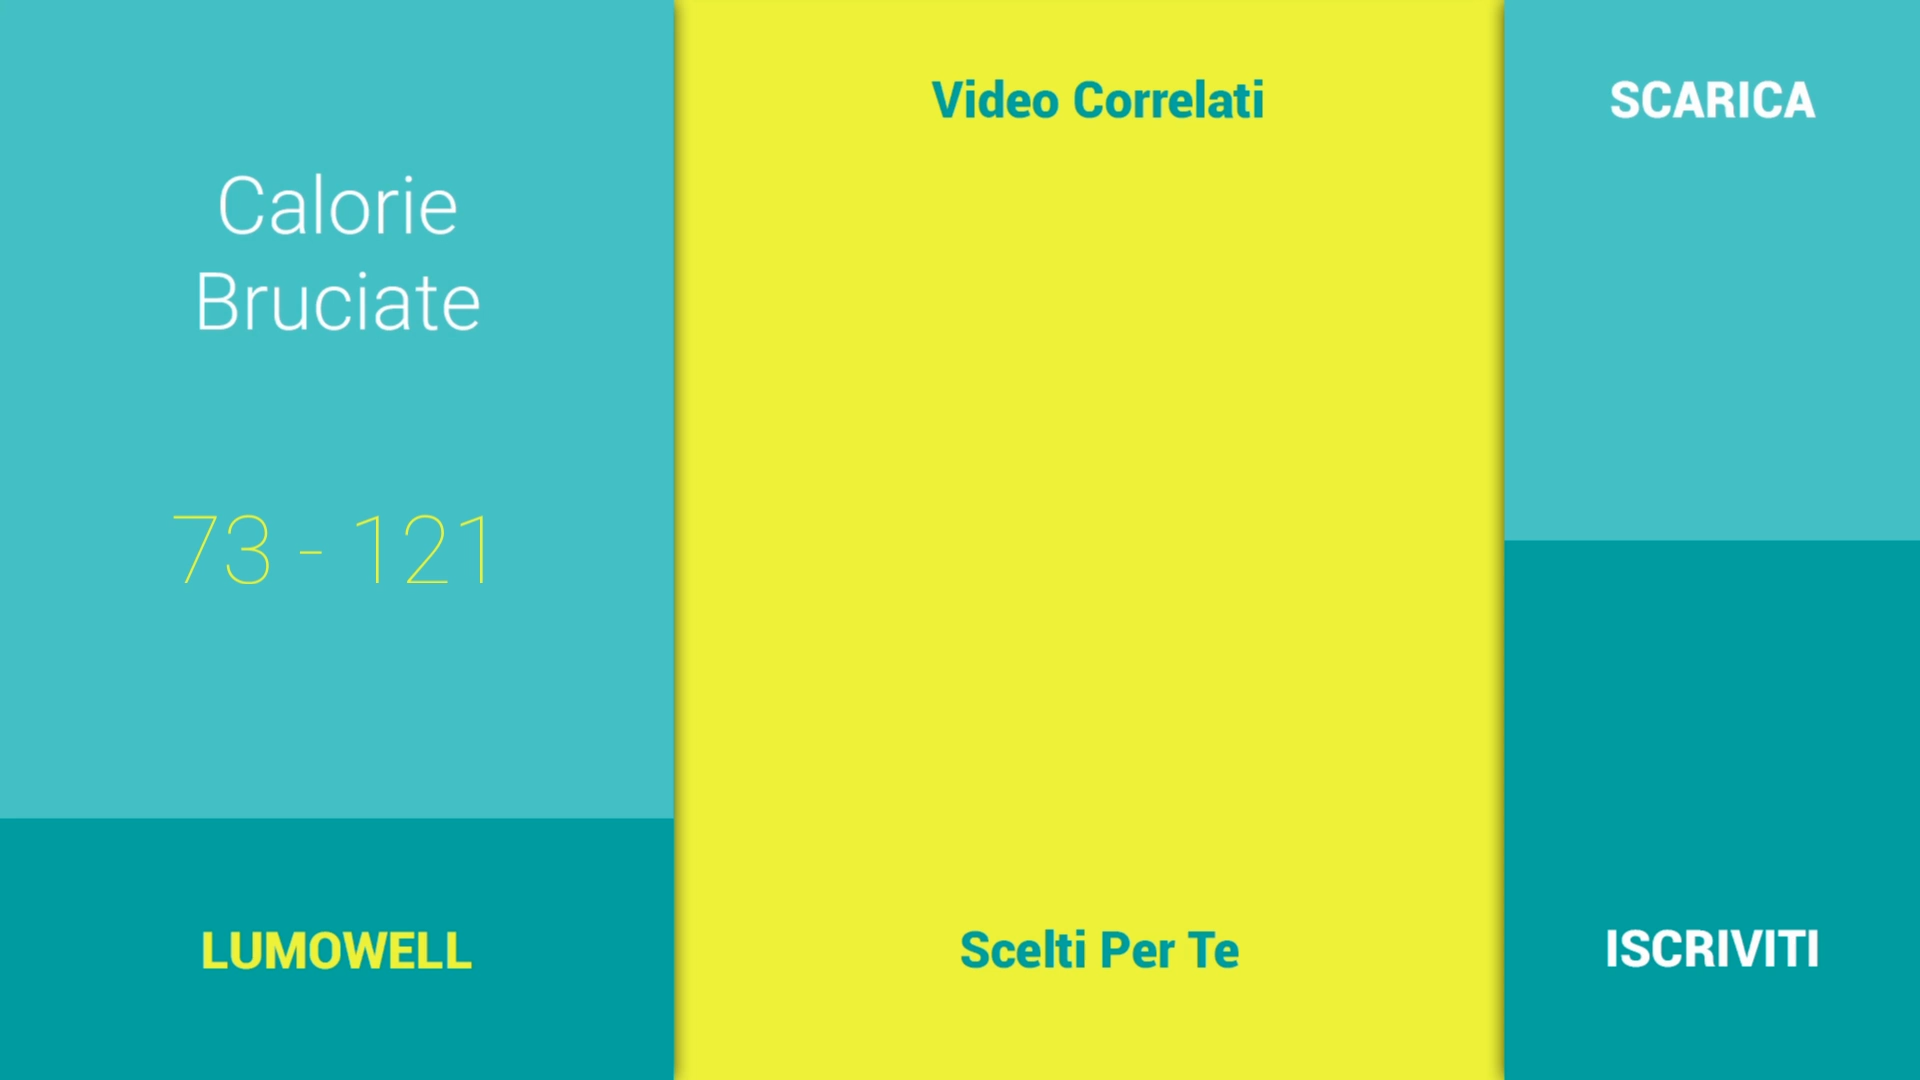 Calorie
Bruciate
73 - 121
LUMOWELL
Video Correlati
Scelti Per Te
SCARICA
ISCRIVITI